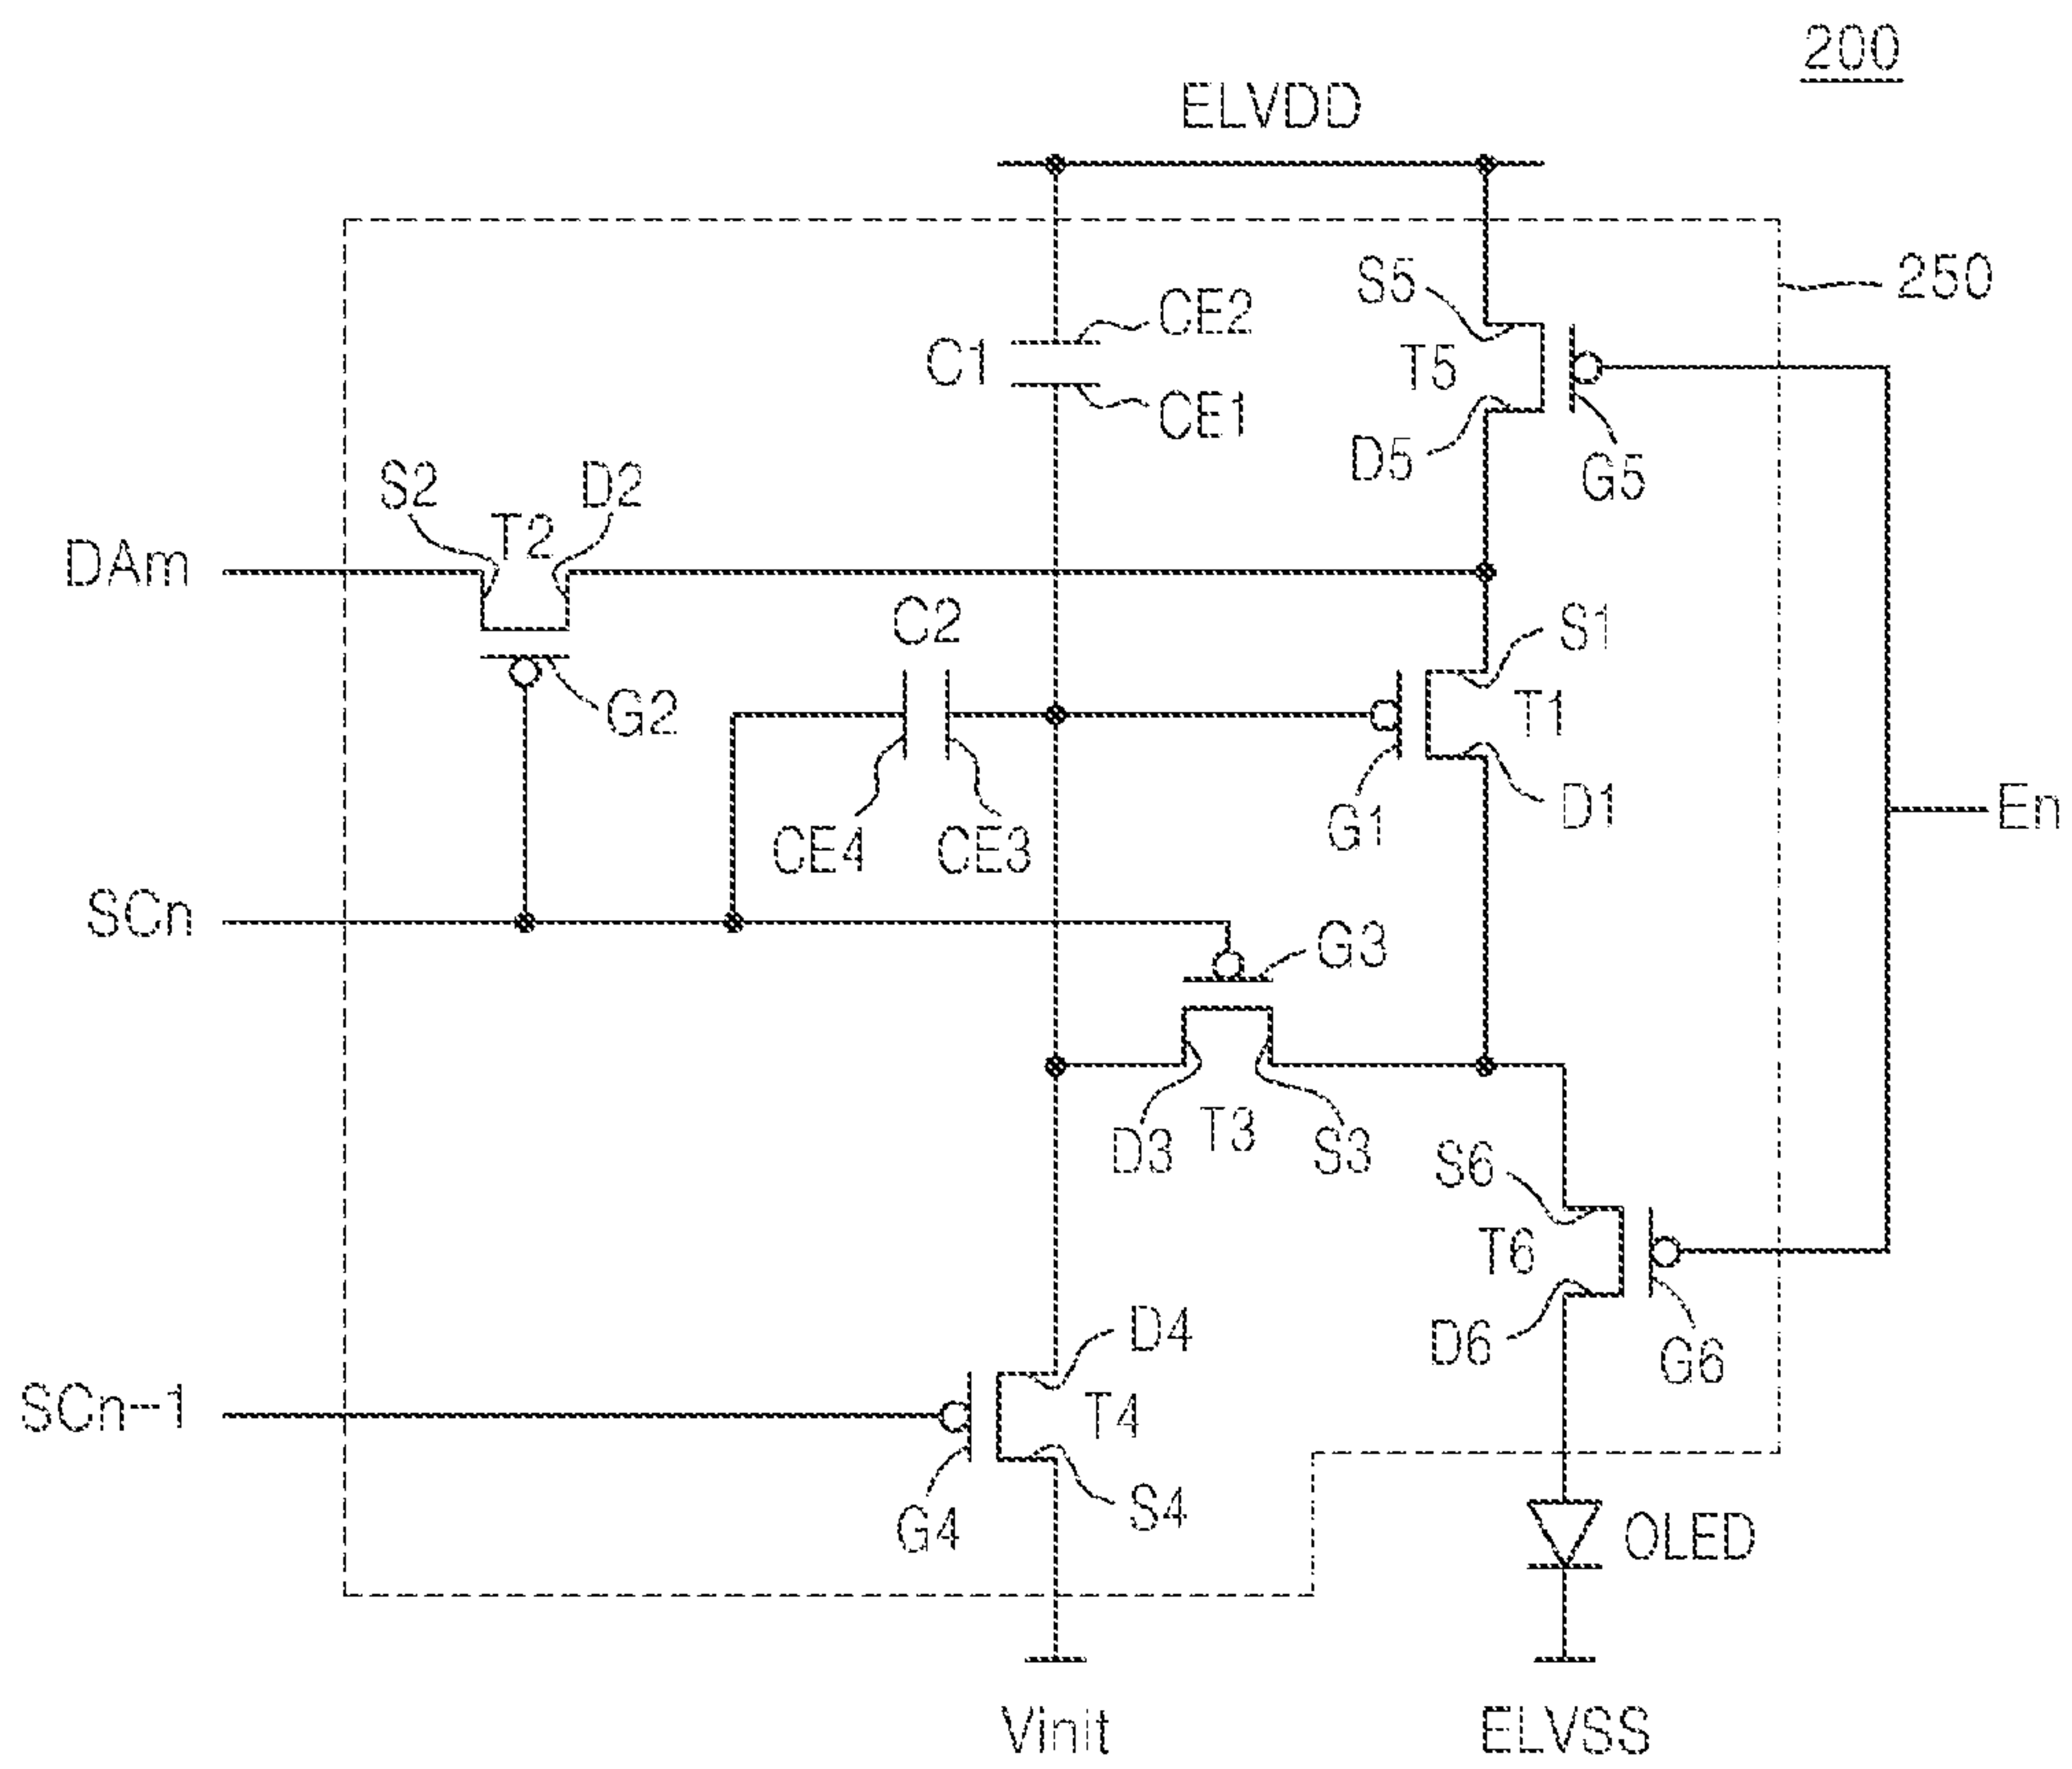 200
ELVDD
250
S5
CE2
C1
T5
CE1
D5
G5
S2
D2
T2
DAm
C2
S1
G2
T1
G1
D1
En
CE4
CE3
SCn
G3
D3
T3
S3
S6
T6
D4
D6
G6
SCn-1
T4
G4
S4
OLED
Vinit
ELVSS